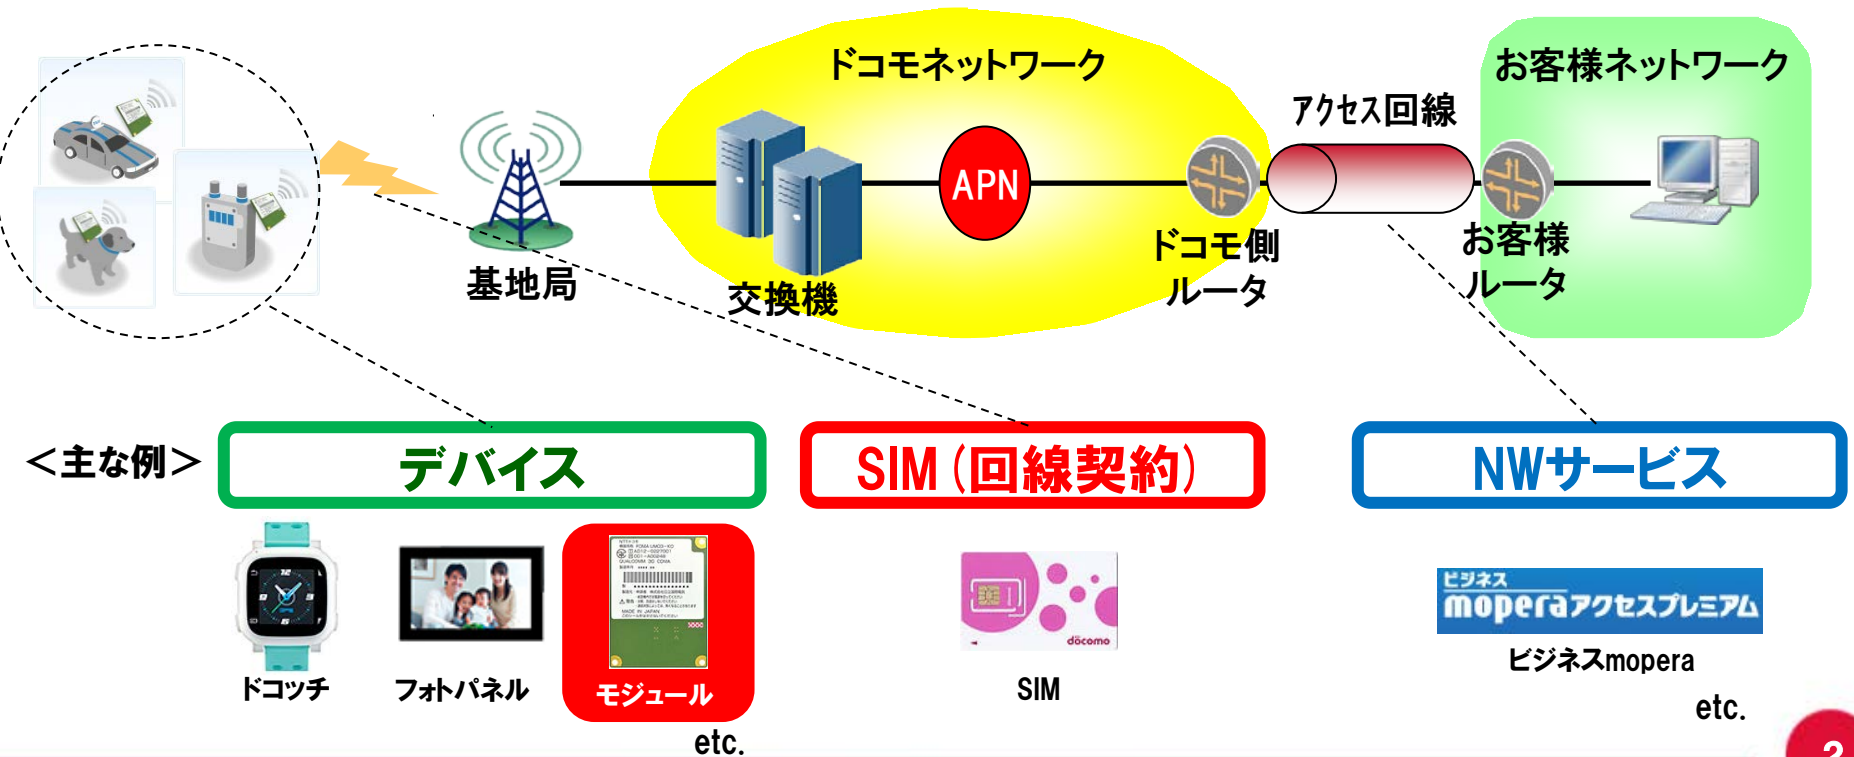 ドコモネットワーク
お客様ネットワーク
アクセス回線
APN
基地局
交換機
ドコモ側
ルータ
お客様
ルータ
＜主な例＞
デバイス
SIM(回線契約)
NWサービス
ドコッチ
フォトパネル
モジュール
etc.
döcomo
SIM
ビジネス
moperaアクセスプレミアム
ビジネスmopera
etc.
MADE IN JAPAN